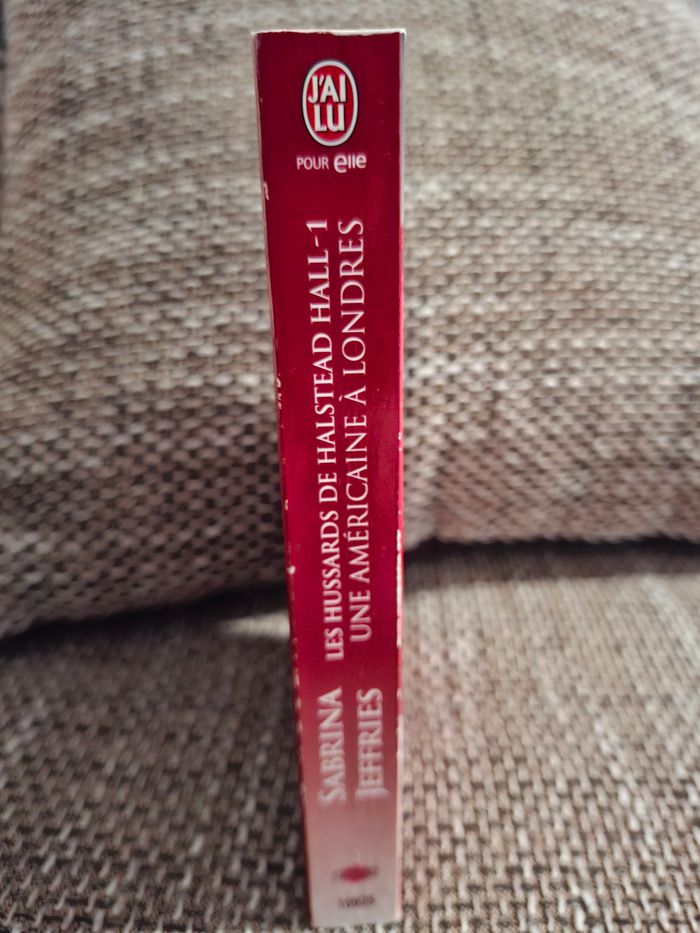 J'AI
LU
POUR elle
LES HUSSARDS DE HALSTEAD HALL-1
UNE AMÉRICAINE À LONDRES
SABRINA
JEFFRIES